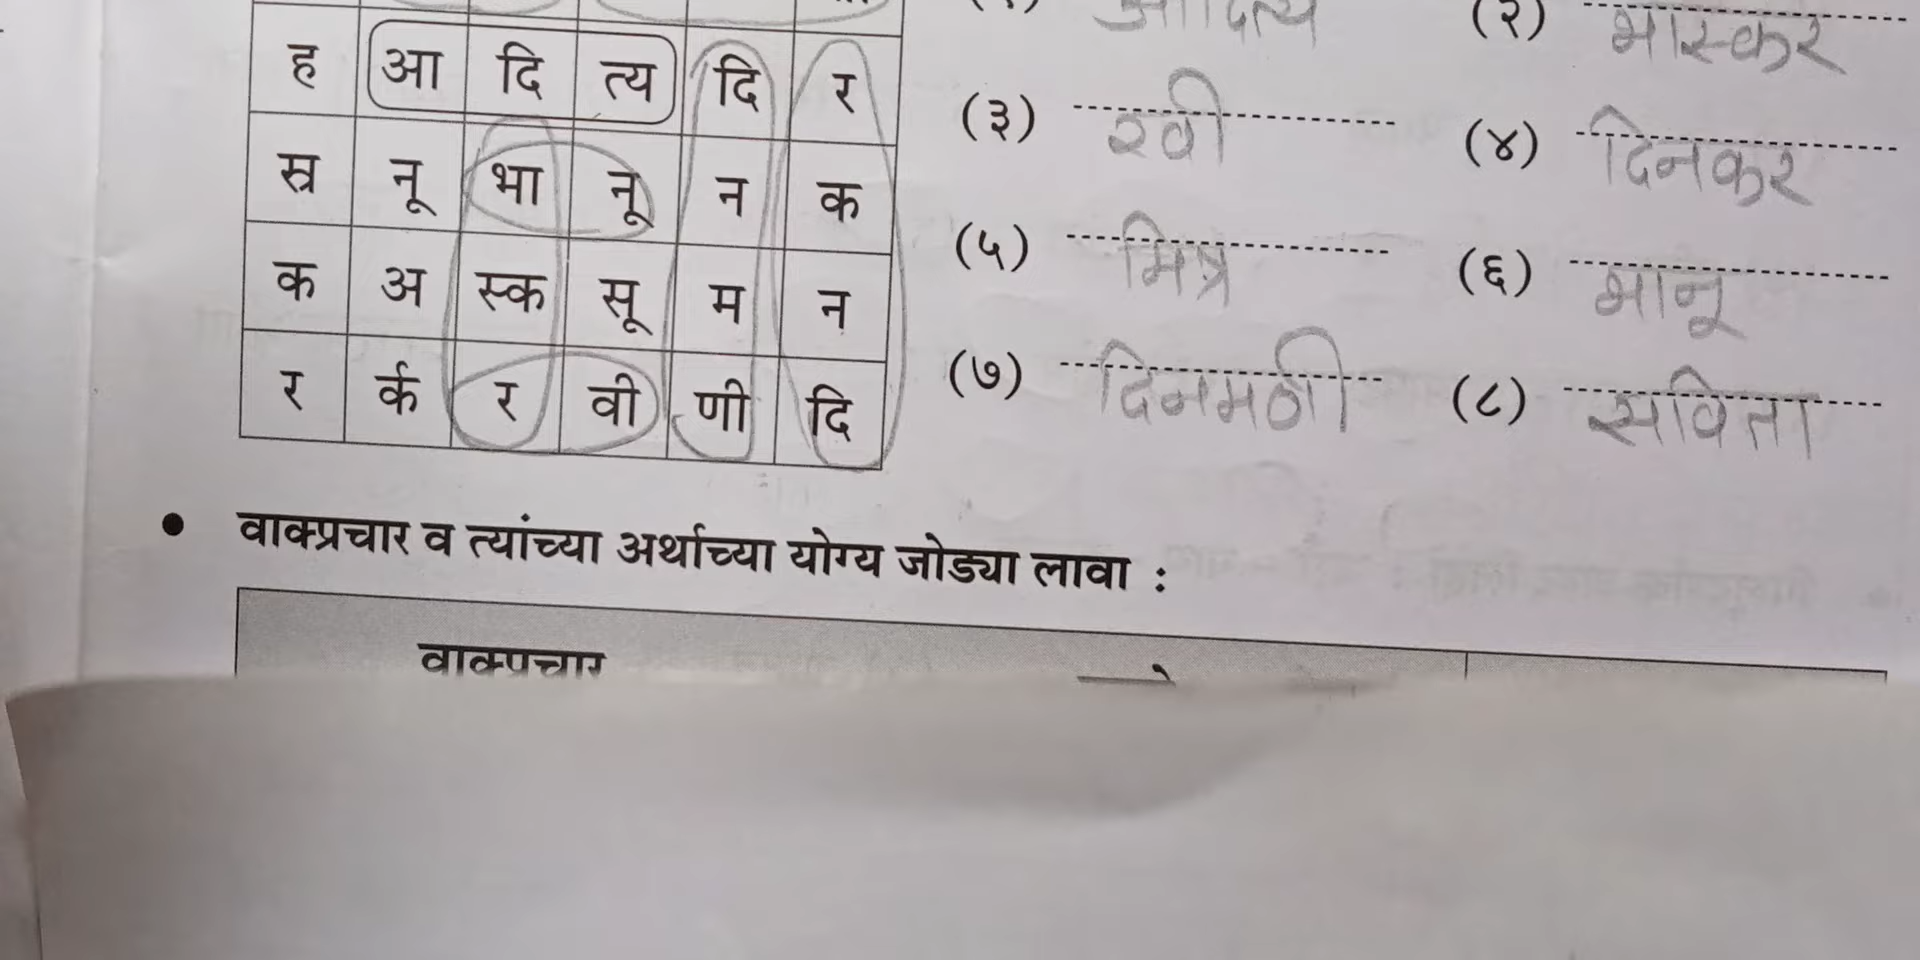 (२) भास्कर
ह आ दि त्य दि र
(३) रवी (४) दिनकर
स्र नू भा नू न क
(५) मित्र (६) भानू
क अ स्क सू म न
(७) दिनमणी (८) सविता
र र्क र वी णी दि
• वाक्प्रचार व त्यांच्या अर्थाच्या योग्य जोड्या लावा :
वाक्प्रचार